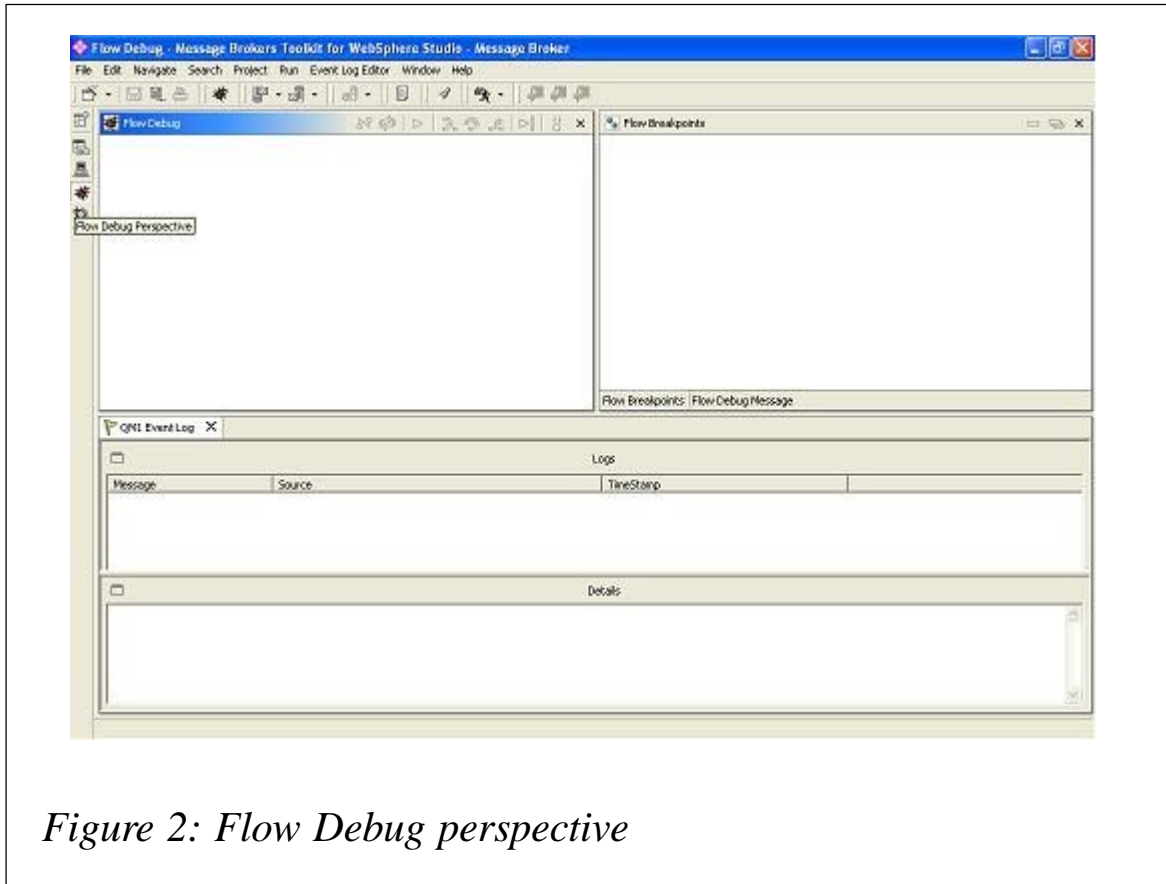 Flow Debug - Message Brokers Toolkit for WebSphere Studio - Message Broker
File Edit Navigate Search Project Run Event Log Editor Window Help
Flow Debug
Flow Breakpoints
Flow Debug Perspective
Flow Breakpoints Flow Debug Message
QM1 Event Log
Logs
Message Source TimeStamp
Details
Figure 2: Flow Debug perspective